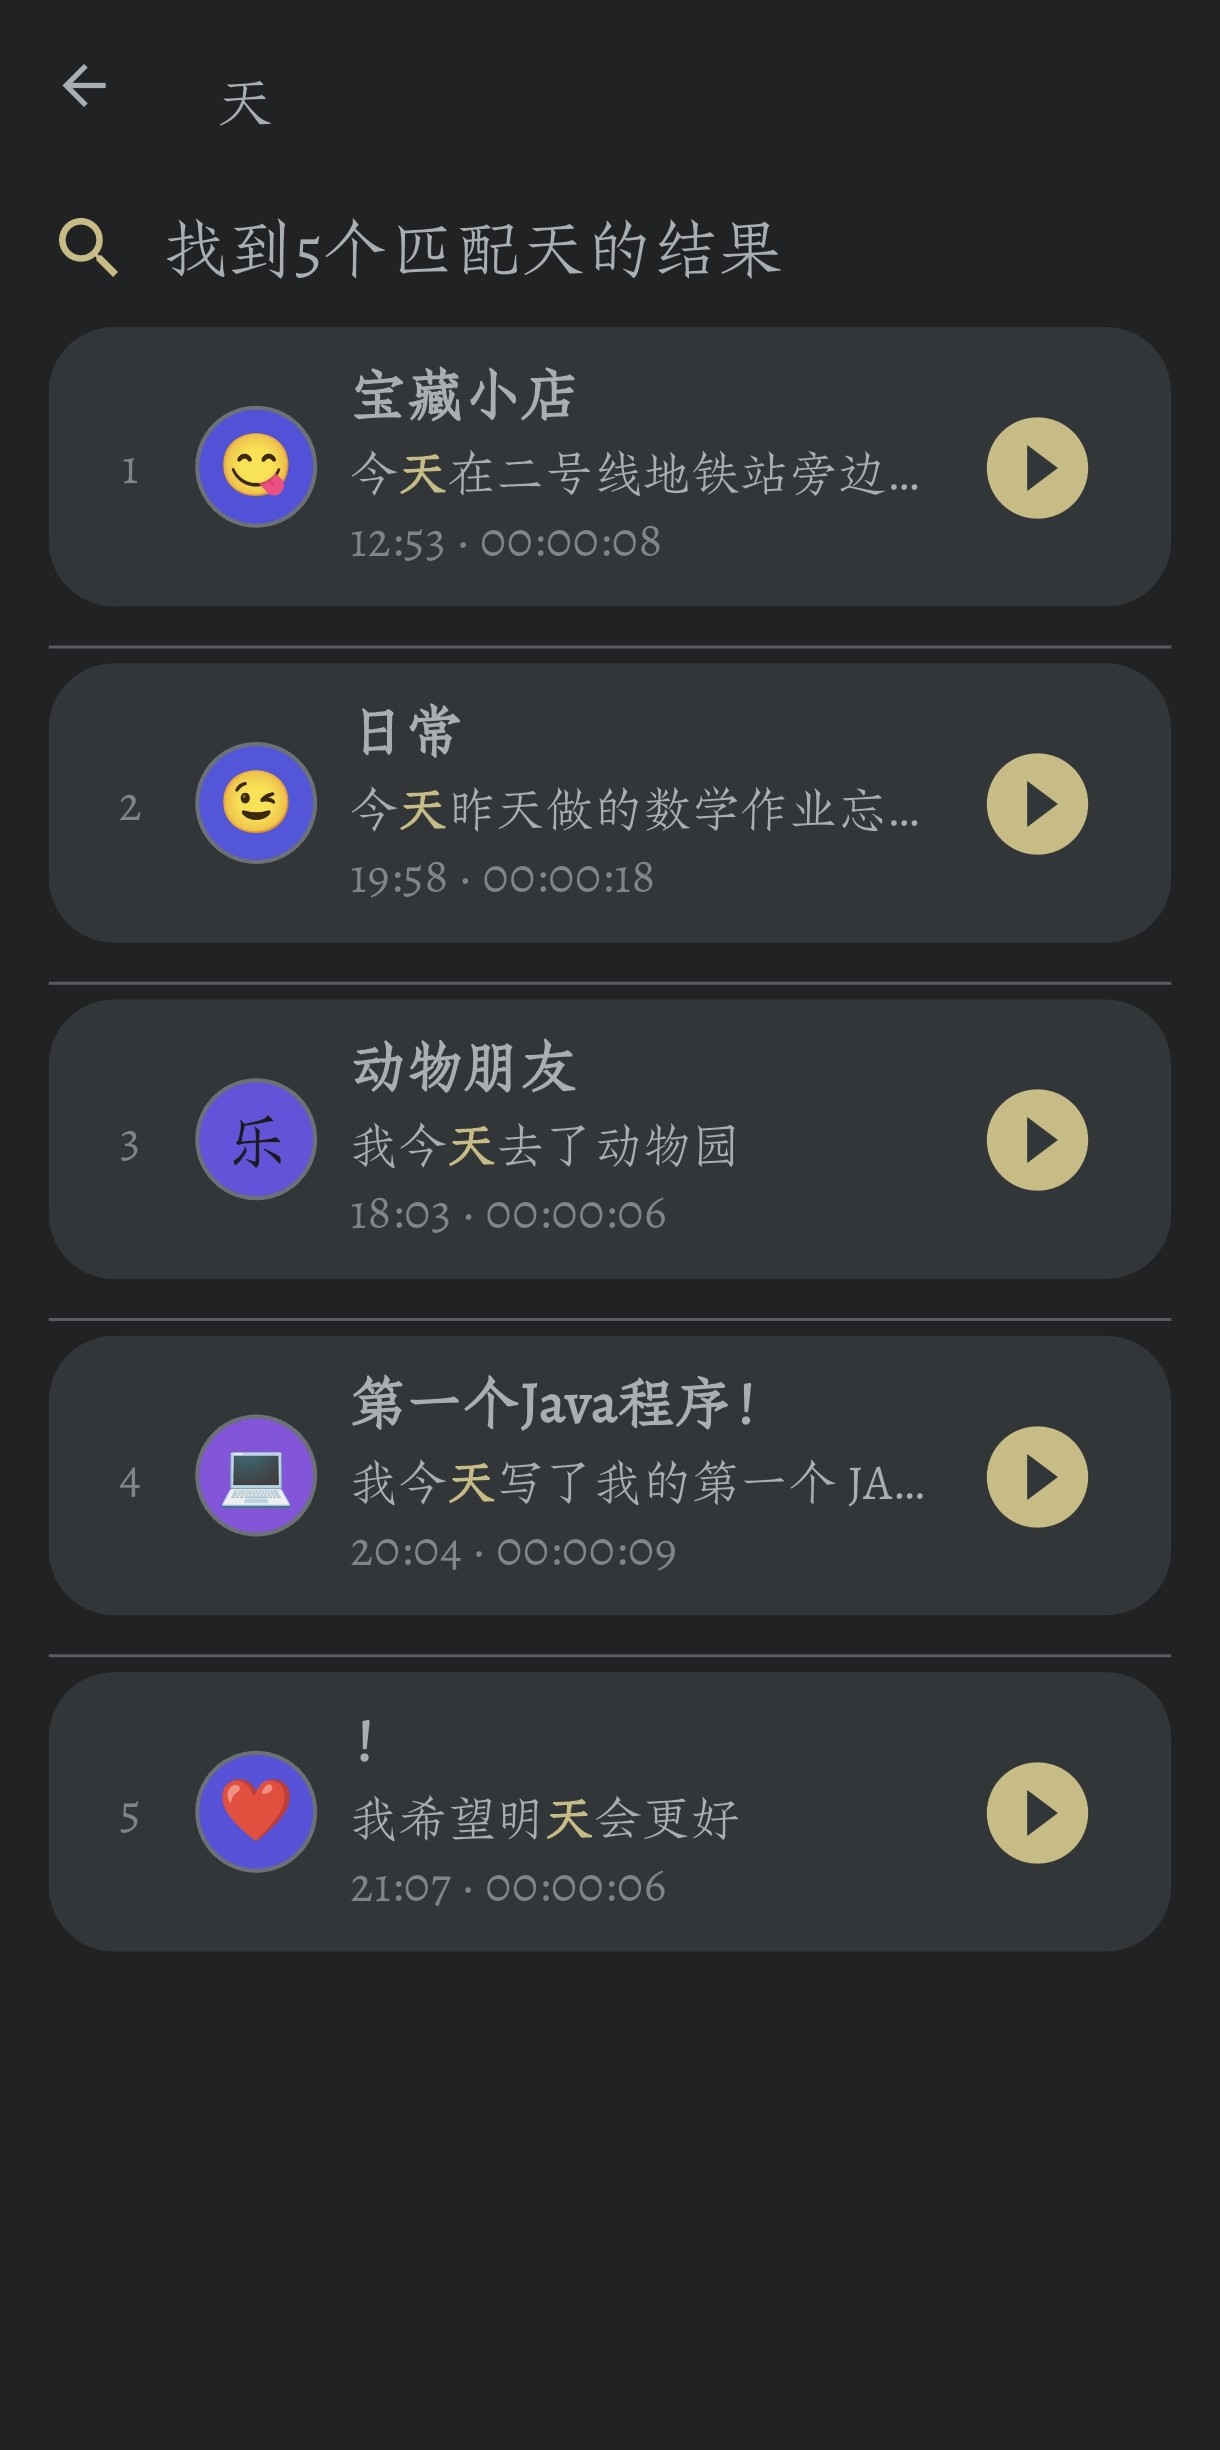 天
找到5个匹配天的结果
1
宝藏小店
今天在二号线地铁站旁边...
12:53 · 00:00:08
2
日常
今天昨天做的数学作业忘...
19:58 · 00:00:18
3
乐
动物朋友
我今天去了动物园
18:03 · 00:00:06
4
第一个Java程序！
我今天写了我的第一个 JA...
20:04 · 00:00:09
5
！
我希望明天会更好
21:07 · 00:00:06